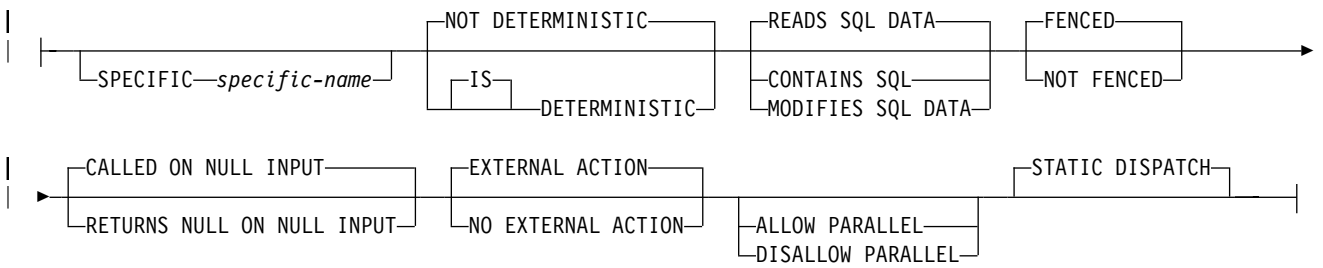 NOT DETERMINISTIC READS SQL DATA FENCED
SPECIFIC specific-name IS CONTAINS SQL NOT FENCED
DETERMINISTIC MODIFIES SQL DATA
CALLED ON NULL INPUT EXTERNAL ACTION STATIC DISPATCH
RETURNS NULL ON NULL INPUT NO EXTERNAL ACTION ALLOW PARALLEL
DISALLOW PARALLEL